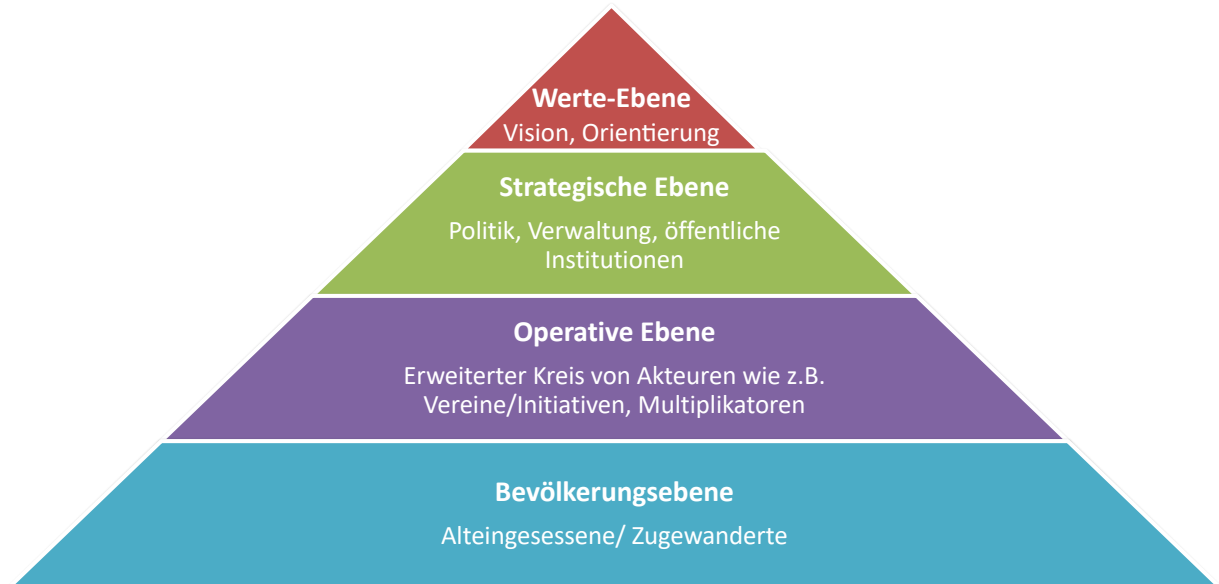 Werte-Ebene
Vision, Orientierung
Strategische Ebene
Politik, Verwaltung, öffentliche
Institutionen
Operative Ebene
Erweiterter Kreis von Akteuren wie z.B.
Vereine/Initiativen, Multiplikatoren
Bevölkerungsebene
Alteingesessene/ Zugewanderte